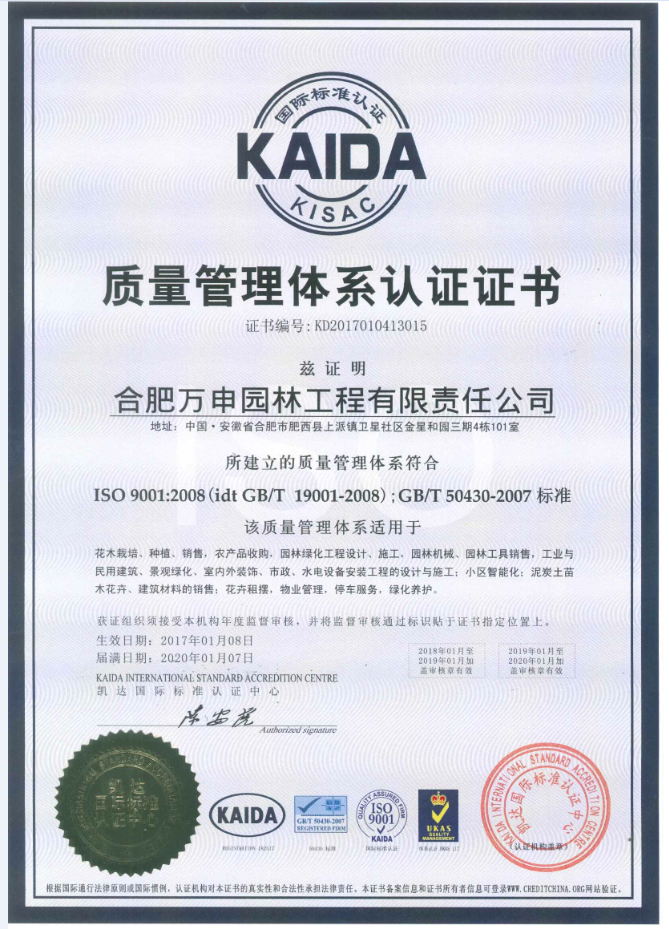 国际标准认证
KAIDA
KISAC
质量管理体系认证证书
证书编号: KD2017010413015
兹证明
合肥万申园林工程有限责任公司
地址：中国·安徽省合肥市肥西县上派镇卫星社区金星和园三期4栋101室
所建立的质量管理体系符合
ISO 9001:2008 (idt GB/T 19001-2008) ; GB/T 50430-2007 标准
该质量管理体系适用于
花木栽培、种植、销售，农产品收购，园林绿化工程设计、施工，园林机械、园林工具销售，工业与
民用建筑、景观绿化、室内外装饰、市政、水电设备安装工程的设计与施工；小区智能化；泥炭土苗
木花卉、建筑材料的销售；花卉租摆，物业管理，停车服务，绿化养护。
获证组织须接受本机构年度监督审核，并将监督审核通过标识贴于证书指定位置上。
生效日期：2017年01月08日
届满日期：2020年01月07日
2018年01月至
2019年01月加
盖审核章有效
2019年01月至
2020年01月加
盖审核章有效
KAIDA INTERNATIONAL STANDARD ACCREDITION CENTRE
凯达国际标准认证中心
Authorized signature
凯达
国际标准
认证中心
KAIDA
GB/T 50430-2007
REGISTERED FIRM
50430 标准
QUALITY ASSURED FIRM
ISO
9001
KAIDA
国际标准认证
UKAS
QUALITY
MANAGEMENT
KAIDA INTERNATIONAL STANDARD ACCREDITION CENTRE
凯达国际标准认证中心
(认证机构盖章)
根据国际通行法律原则或国际惯例，认证机构对本证书的真实性和合法性承担法律责任。本证书备案信息和证书所有者信息可登录WWW.CREDITCHINA.ORG网站验证。